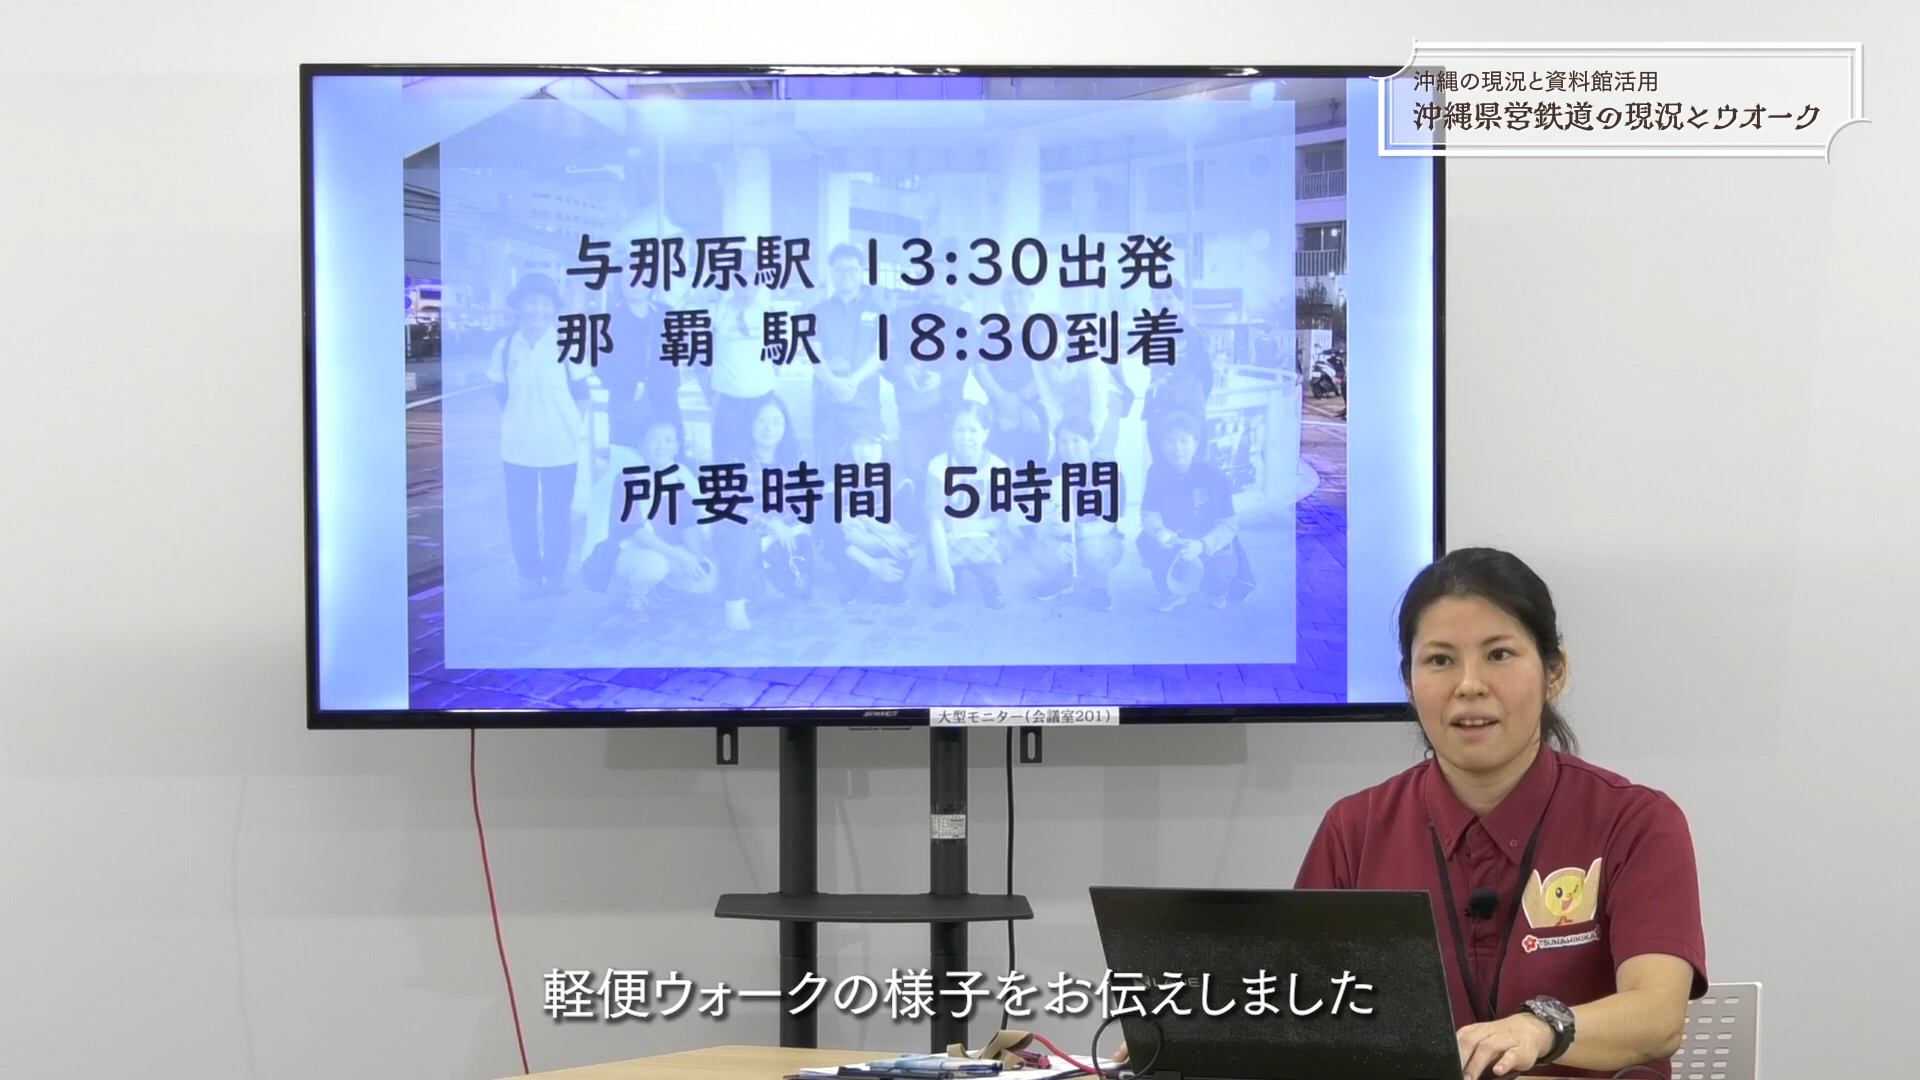 沖縄の現況と資料館活用
沖縄県営鉄道の現況とウオーク
与那原駅 13:30出発
那覇駅 18:30到着
所要時間 5時間
大型モニター(会議室201)
TSUNAHIKIKA
軽便ウォークの様子をお伝えしました